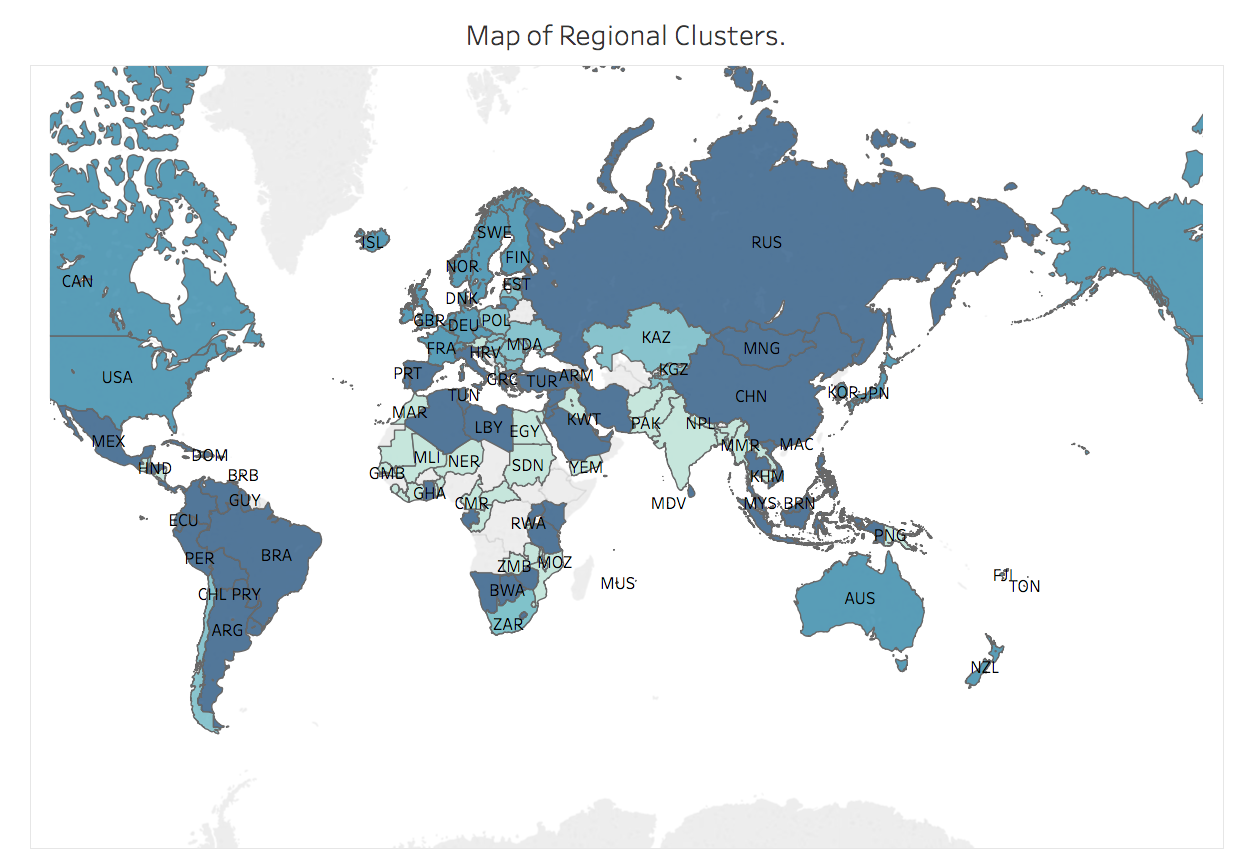 Map of Regional Clusters.
RUS
SWE
ISL
FIN
NOR
CAN
EST
DNK
GBR
DEU
POL
KAZ
MDA
FRA
HRV
MNG
KGZ
PRT
GRC
TUR
ARM
USA
TUN
KOR
JPN
CHN
MAR
KWT
PAK
NPL
LBY
EGY
MEX
MMR
MAC
DOM
MLI
NER
HND
SDN
YEM
GMB
BRB
KHM
GHA
GUY
CMR
MDV
MYS
BRN
ECU
RWA
PNG
PER
BRA
ZMB
MOZ
FJI
TON
MUS
CHL
PRY
BWA
AUS
ZAR
ARG
NZL